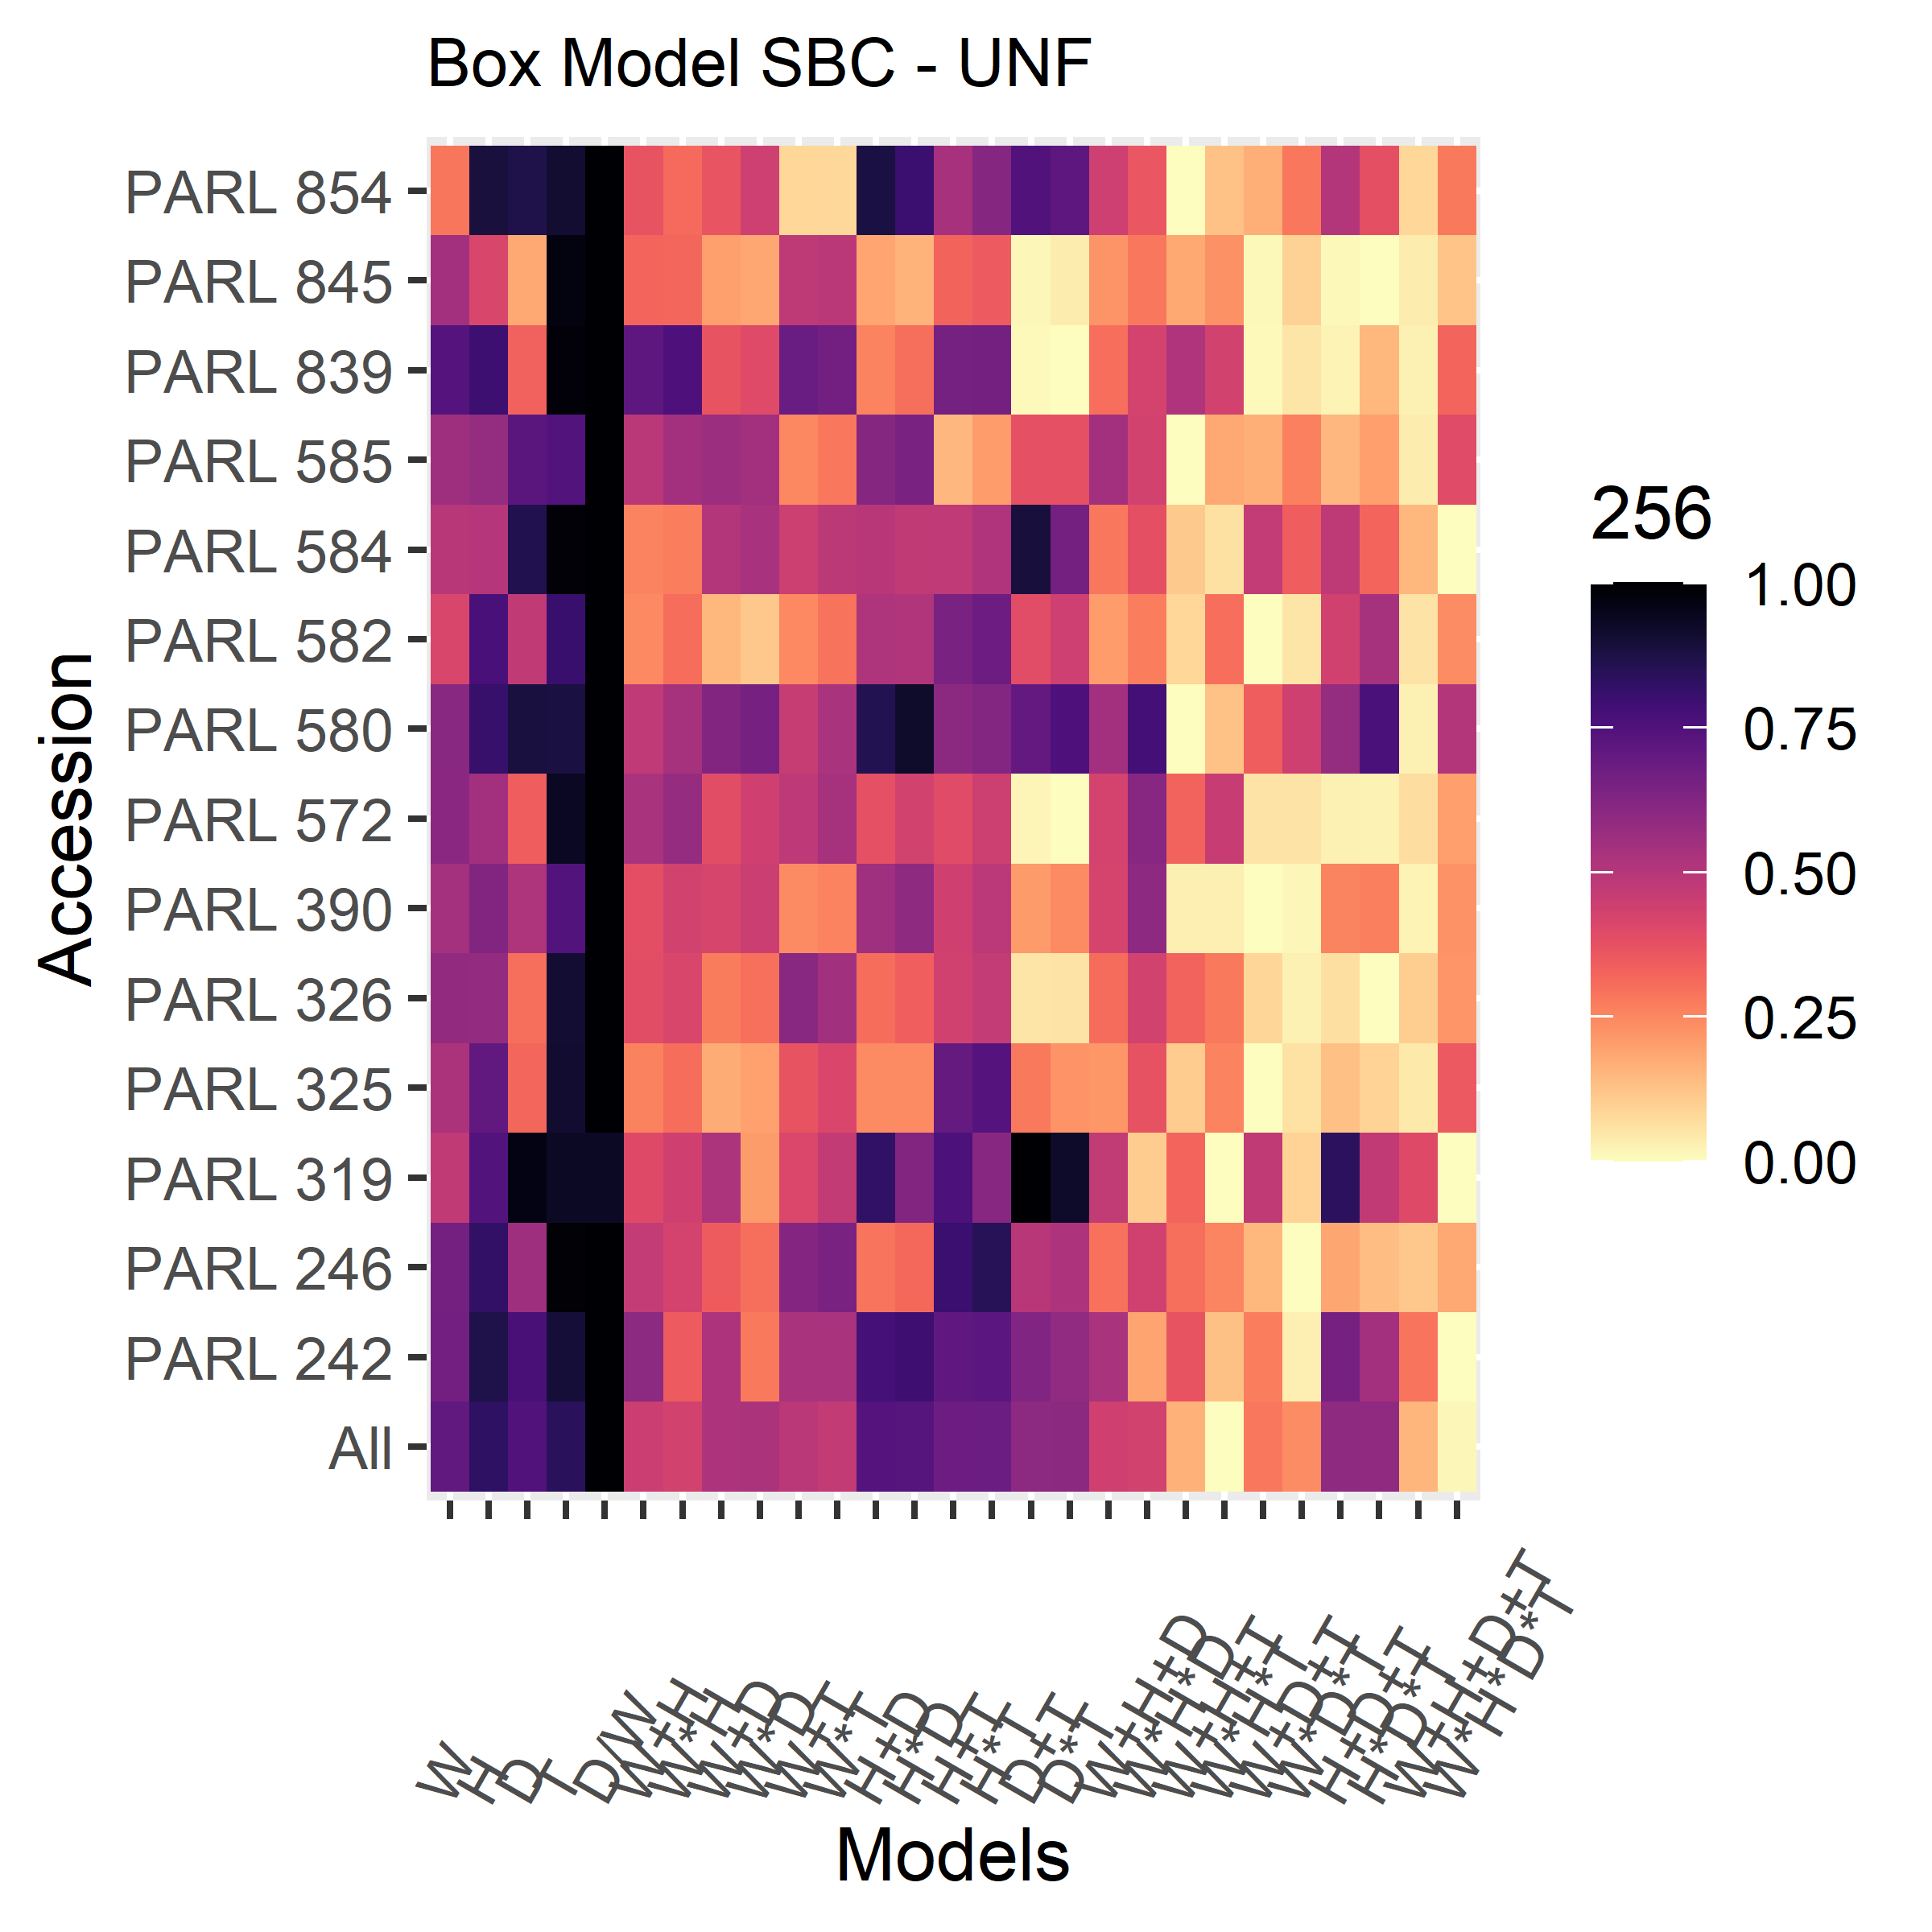 Box Model SBC - UNF
Accession
PARL 854
PARL 845
PARL 839
PARL 585
PARL 584
PARL 582
PARL 580
PARL 572
PARL 390
PARL 326
PARL 325
PARL 319
PARL 246
PARL 242
All
256
1.00
0.75
0.50
0.25
0.00
W
H
D
T
D/W
W+H
W*H
W+D
W*D
W+T
W*T
H+D
H*D
H+T
H*T
D+T
D*T
W+H+D
W*H*D
W+H+T
W*H*T
W+D+T
W*D*T
H+D+T
H*D*T
W+H+D+T
W*H*D*T
Models